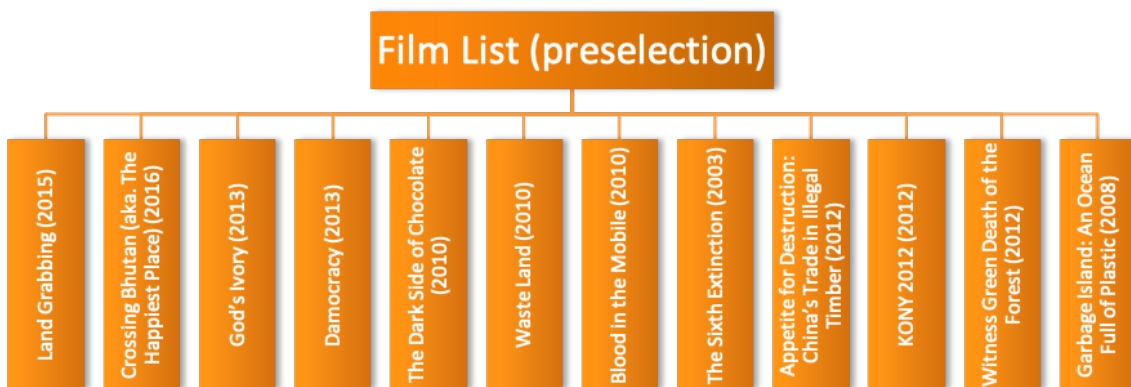 Film List (preselection)
Land Grabbing (2015)
Crossing Bhutan (aka. The
Happiest Place) (2016)
God's Ivory (2013)
Damocracy (2013)
The Dark Side of Chocolate
(2010)
Waste Land (2010)
Blood in the Mobile (2010)
The Sixth Extinction (2003)
Appetite for Destruction:
China's Trade in Illegal
Timber (2012)
KONY 2012 (2012)
Witness Green Death of the
Forest (2012)
Garbage Island: An Ocean
Full of Plastic (2008)